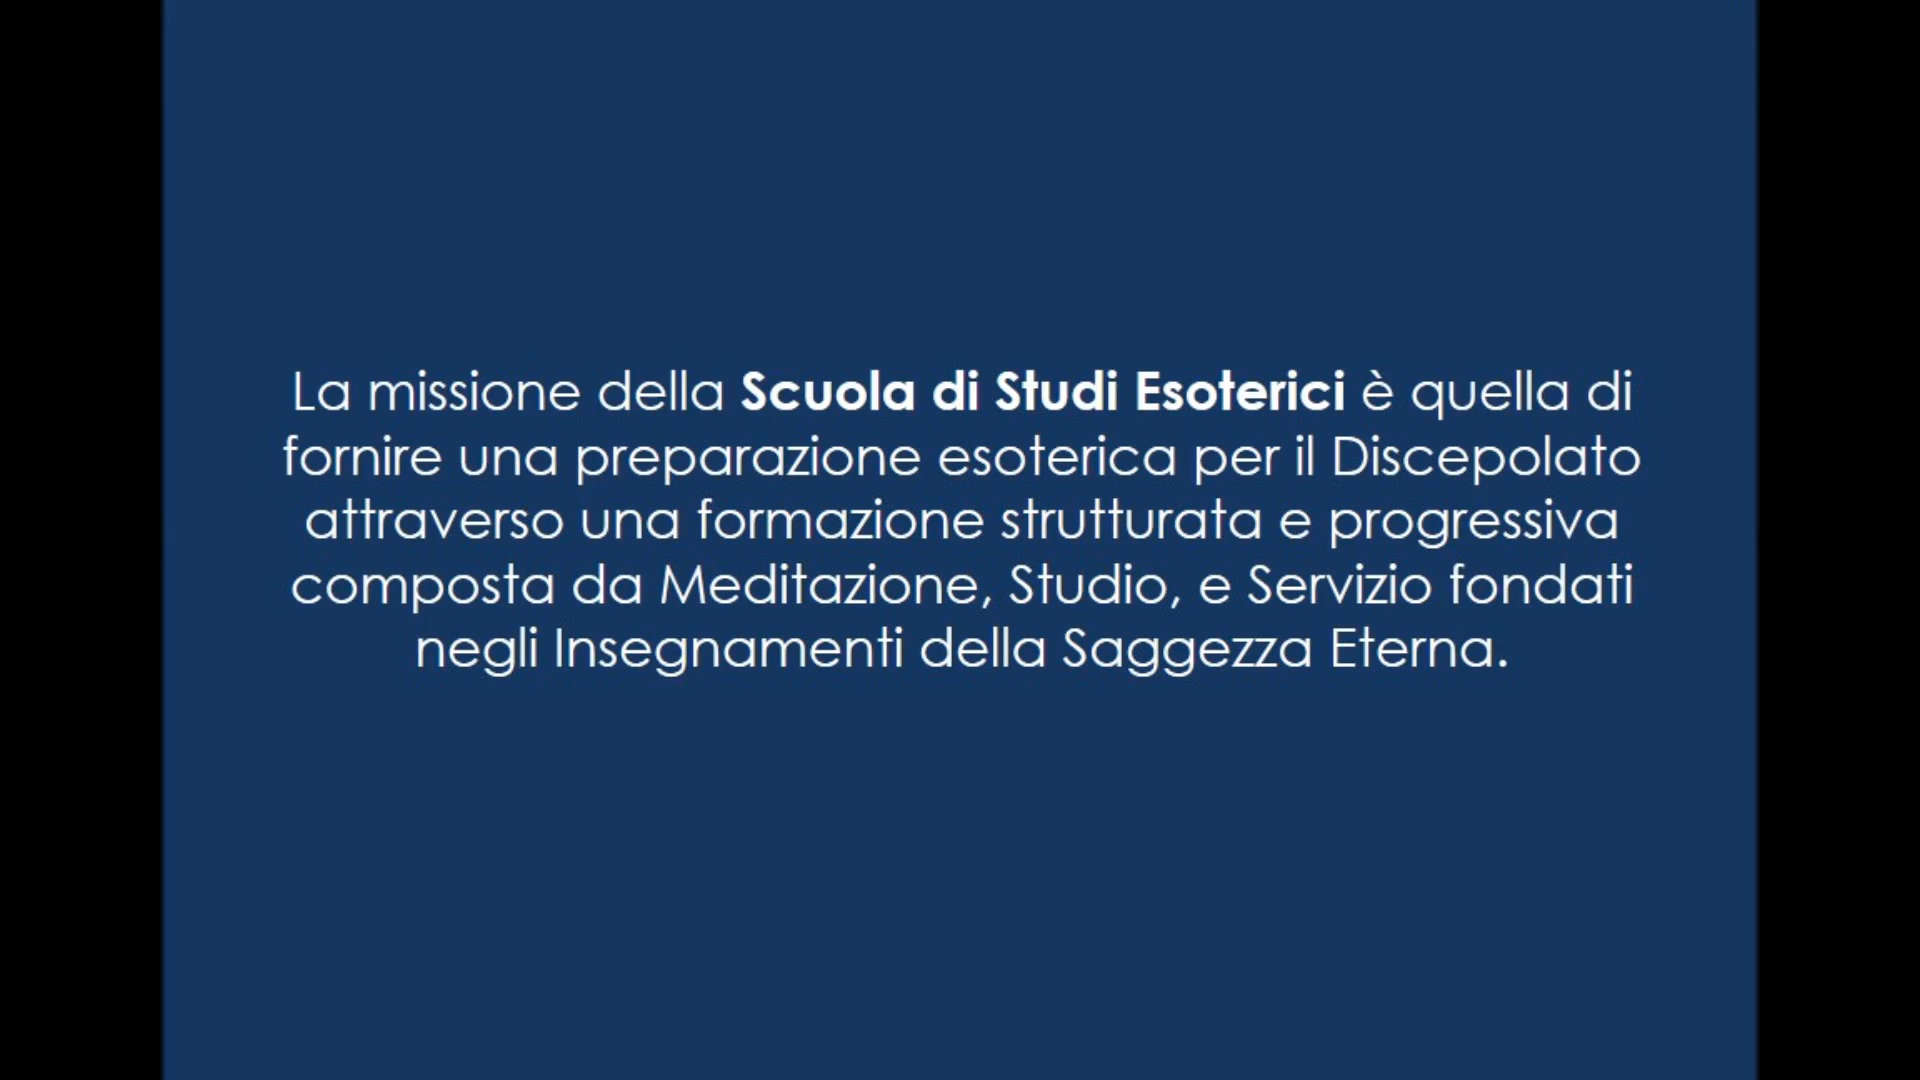 La missione della Scuola di Studi Esoterici è quella di
fornire una preparazione esoterica per il Discepolato
attraverso una formazione strutturata e progressiva
composta da Meditazione, Studio, e Servizio fondati
negli Insegnamenti della Saggezza Eterna.